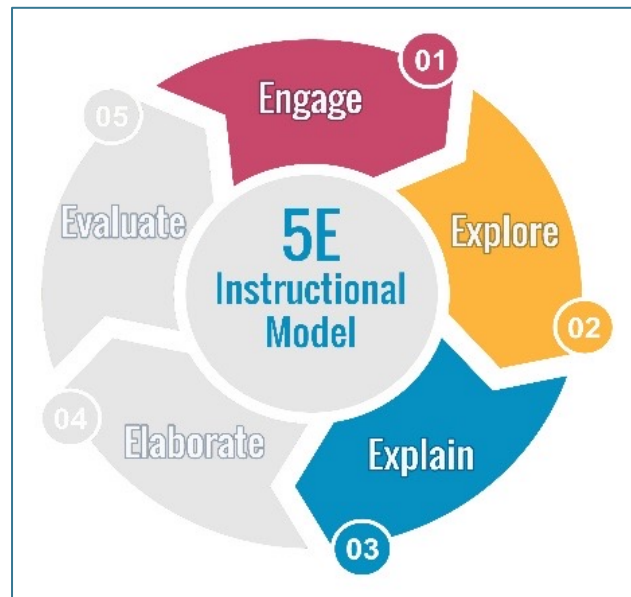 5E
Instructional
Model
01
Engage
Explore
02
Explain
03
04
Elaborate
05
Evaluate